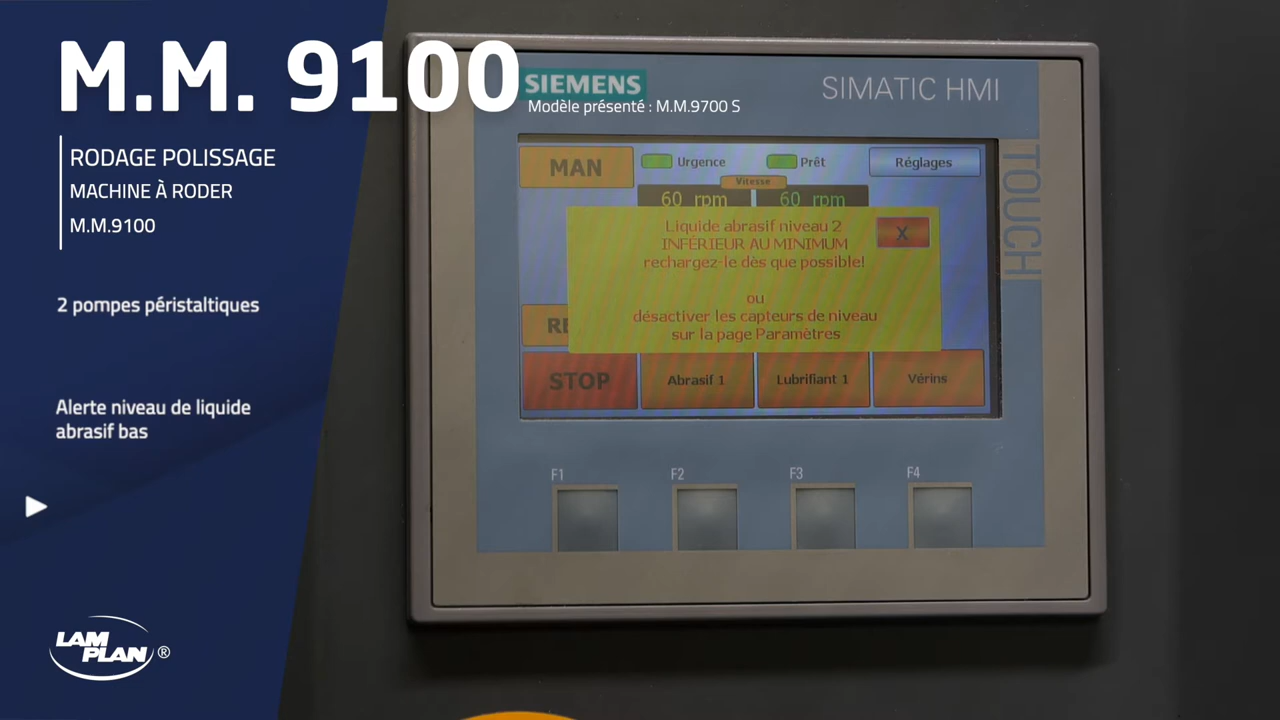 M.M. 9100
RODAGE POLISSAGE
MACHINE À RODER
M.M.9100
2 pompes péristaltiques
Alerte niveau de liquide
abrasif bas
LAM
PLAN ®
SIEMENS
Modèle présenté : M.M.9700 S
SIMATIC HMI
TOUCH
MAN
Urgence
Prêt
Réglages
Vitesse
60 rpm
60 rpm
Liquide abrasif niveau 2
INFÉRIEUR AU MINIMUM
rechargez-le dès que possible!
X
ou
désactiver les capteurs de niveau
sur la page Paramètres
STOP
Abrasif 1
Lubrifiant 1
Vérins
F1
F2
F3
F4